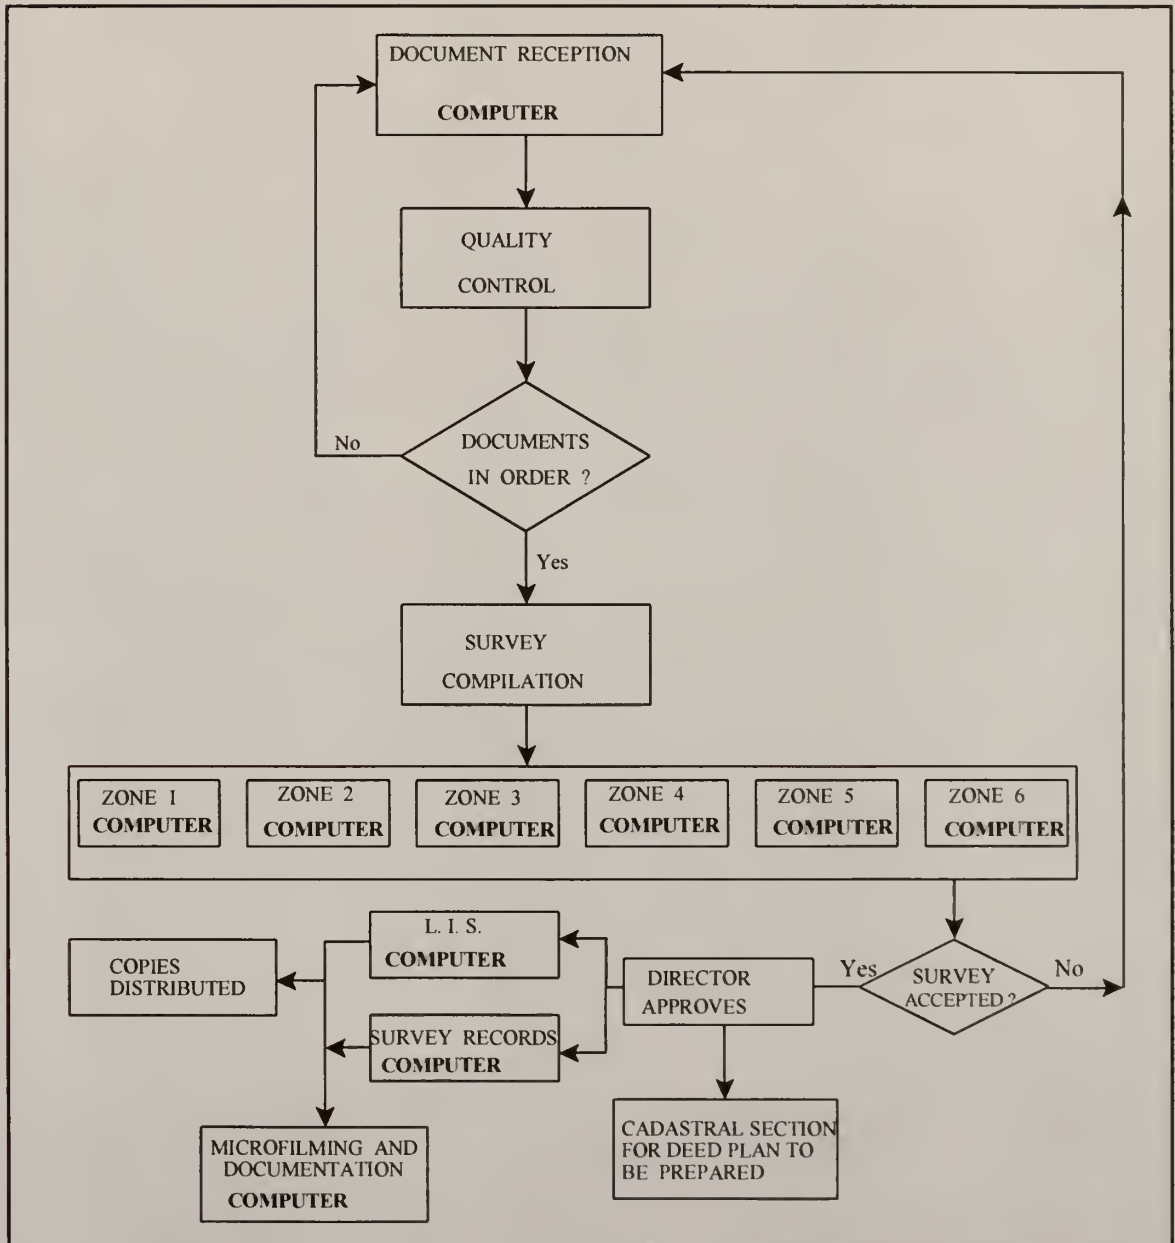 DOCUMENT RECEPTION
COMPUTER
QUALITY
CONTROL
No
DOCUMENTS
IN ORDER ?
Yes
SURVEY
COMPILATION
ZONE 1
COMPUTER
ZONE 2
COMPUTER
ZONE 3
COMPUTER
ZONE 4
COMPUTER
ZONE 5
COMPUTER
ZONE 6
COMPUTER
L. I. S.
COMPUTER
COPIES
DISTRIBUTED
DIRECTOR
APPROVES
Yes
SURVEY
ACCEPTED ?
No
SURVEY RECORDS
COMPUTER
MICROFILMING AND
DOCUMENTATION
COMPUTER
CADASTRAL SECTION
FOR DEED PLAN TO
BE PREPARED